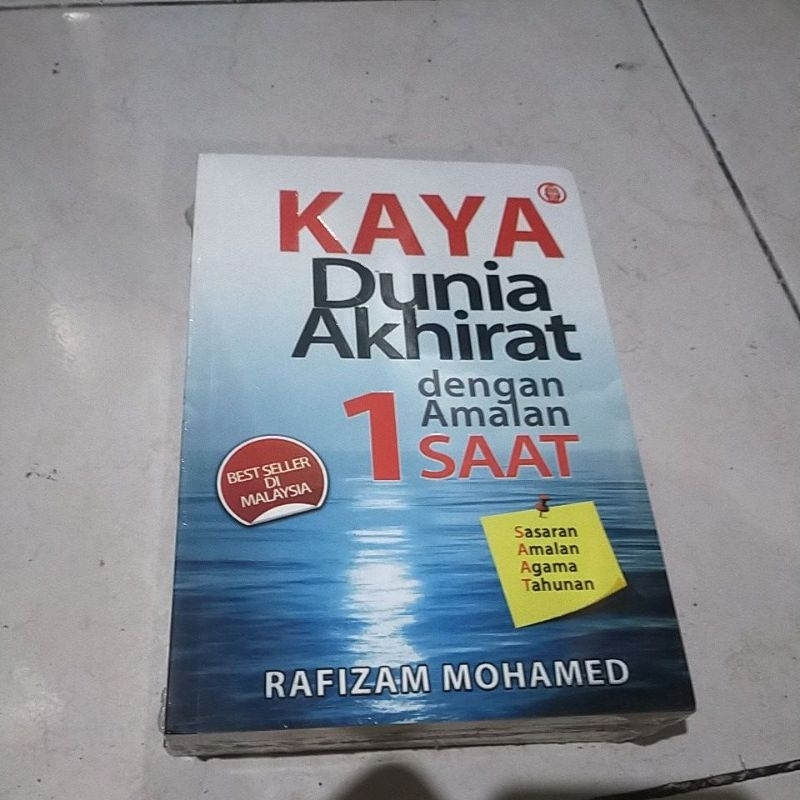 KAYA
Dunia
Akhirat
dengan
Amalan
1 SAAT
BEST SELLER
DI
MALAYSIA
Sasaran
Amalan
Agama
Tahunan
RAFIZAM MOHAMED